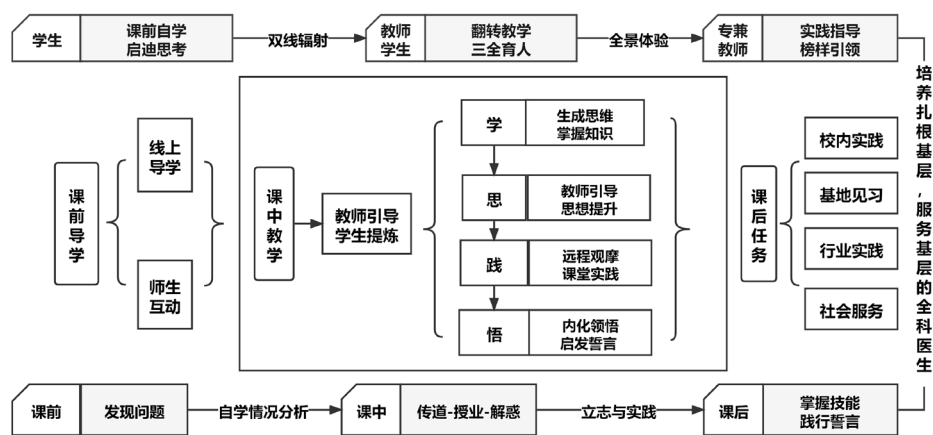 学生
课前自学
启迪思考
双线辐射
教师
学生
翻转教学
三全育人
全景体验
专兼
教师
实践指导
榜样引领
课前导学
线上
导学
师生
互动
课中教学
教师引导
学生提炼
学
生成思维
掌握知识
思
教师引导
思想提升
践
远程观摩
课堂实践
悟
内化领悟
启发誓言
课后任务
校内实践
基地见习
行业实践
社会服务
培养扎根基层，服务基层的全科医生
课前
发现问题
自学情况分析
课中
传道-授业-解惑
立志与实践
课后
掌握技能
践行誓言